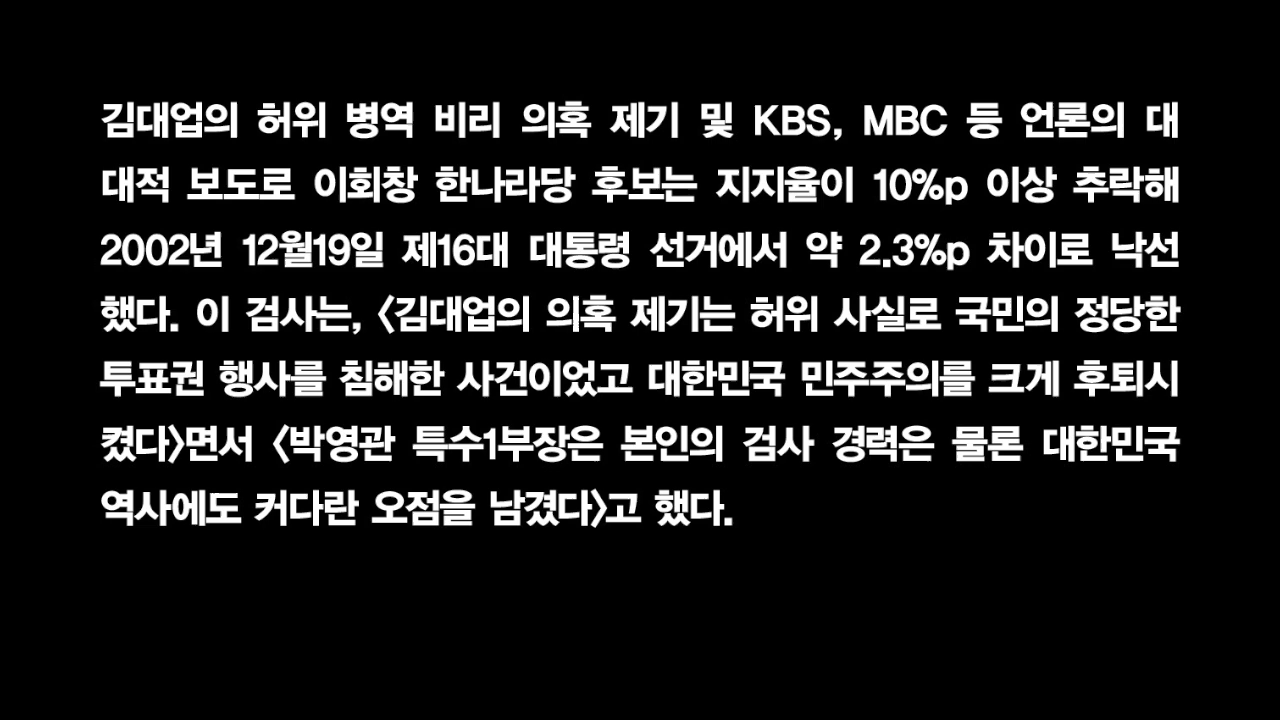 김대업의 허위 병역 비리 의혹 제기 및 KBS, MBC 등 언론의 대
대적 보도로 이회창 한나라당 후보는 지지율이 10%p 이상 추락해
2002년 12월19일 제16대 대통령 선거에서 약 2.3%p 차이로 낙선
했다. 이 검사는, <김대업의 의혹 제기는 허위 사실로 국민의 정당한
투표권 행사를 침해한 사건이었고 대한민국 민주주의를 크게 후퇴시
켰다>면서 <박영관 특수1부장은 본인의 검사 경력은 물론 대한민국
역사에도 커다란 오점을 남겼다>고 했다.